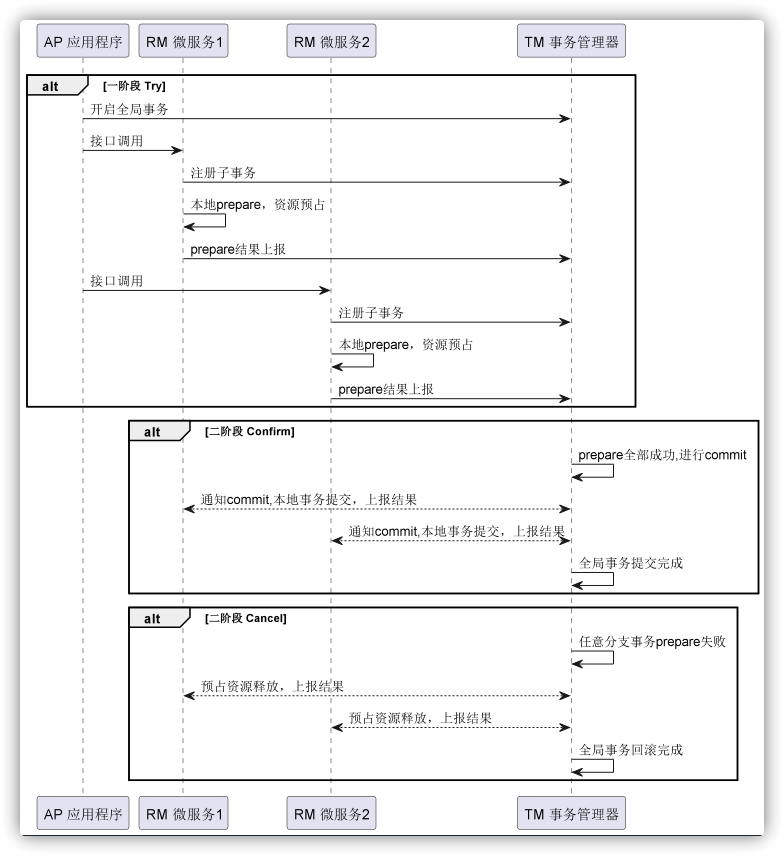 AP 应用程序 RM 微服务1 RM 微服务2 TM 事务管理器
alt [一阶段 Try]
开启全局事务
接口调用
注册子事务
本地prepare，资源预占
prepare结果上报
接口调用
注册子事务
本地prepare，资源预占
prepare结果上报
alt [二阶段 Confirm]
prepare全部成功,进行commit
通知commit,本地事务提交，上报结果
通知commit,本地事务提交，上报结果
全局事务提交完成
alt [二阶段 Cancel]
任意分支事务prepare失败
预占资源释放，上报结果
预占资源释放，上报结果
全局事务回滚完成
AP 应用程序 RM 微服务1 RM 微服务2 TM 事务管理器